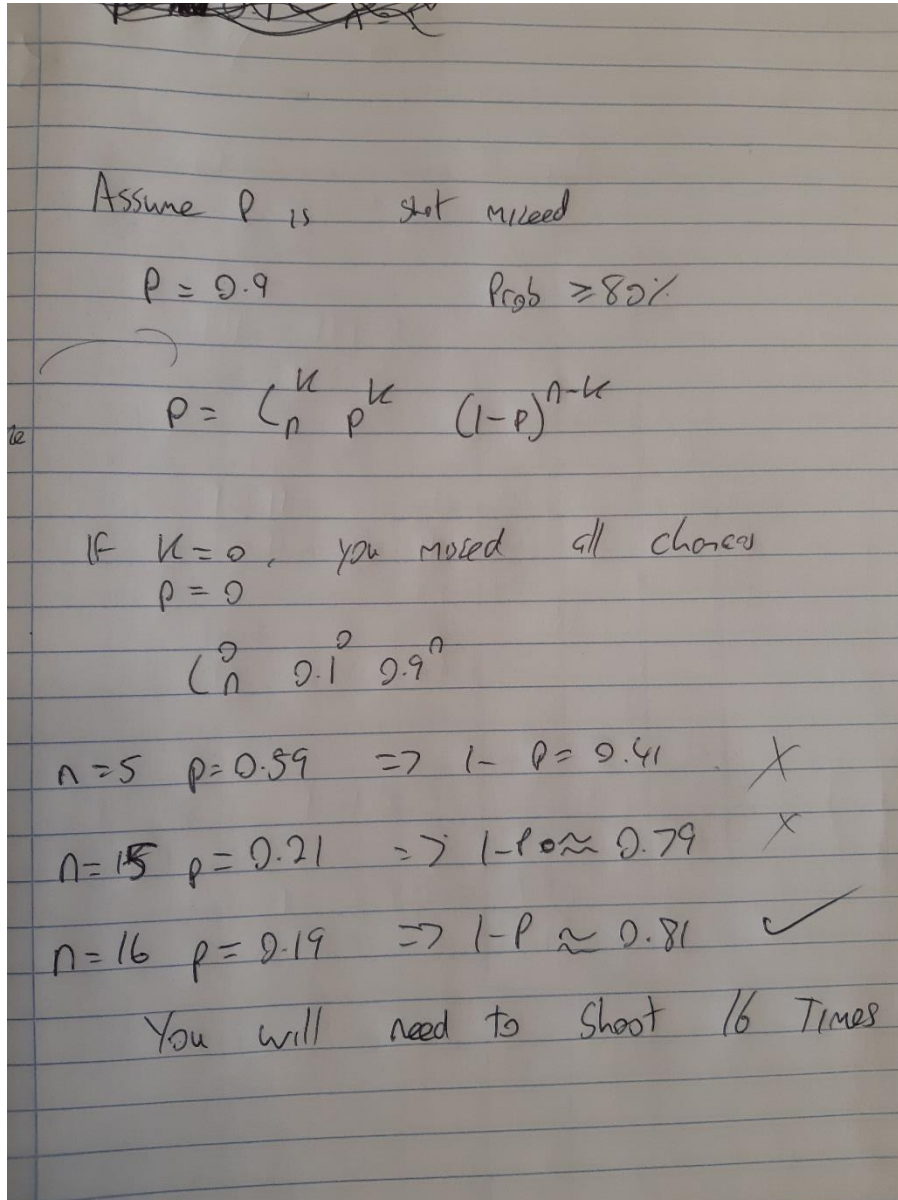 Assume P is shot missed
P = 0.9 Prob ≥ 80%
P = C_n^k p^k (1-p)^{n-k}
IF k = 0, you missed all chances
P = 0
C_n^0 0.1^0 0.9^n
n = 5 p = 0.59 => 1 - P = 0.41 X
n = 15 p = 0.21 => 1-P ≈ 0.79 X
n = 16 p = 0.19 => 1-P ≈ 0.81 ✓
You will need to Shoot 16 Times